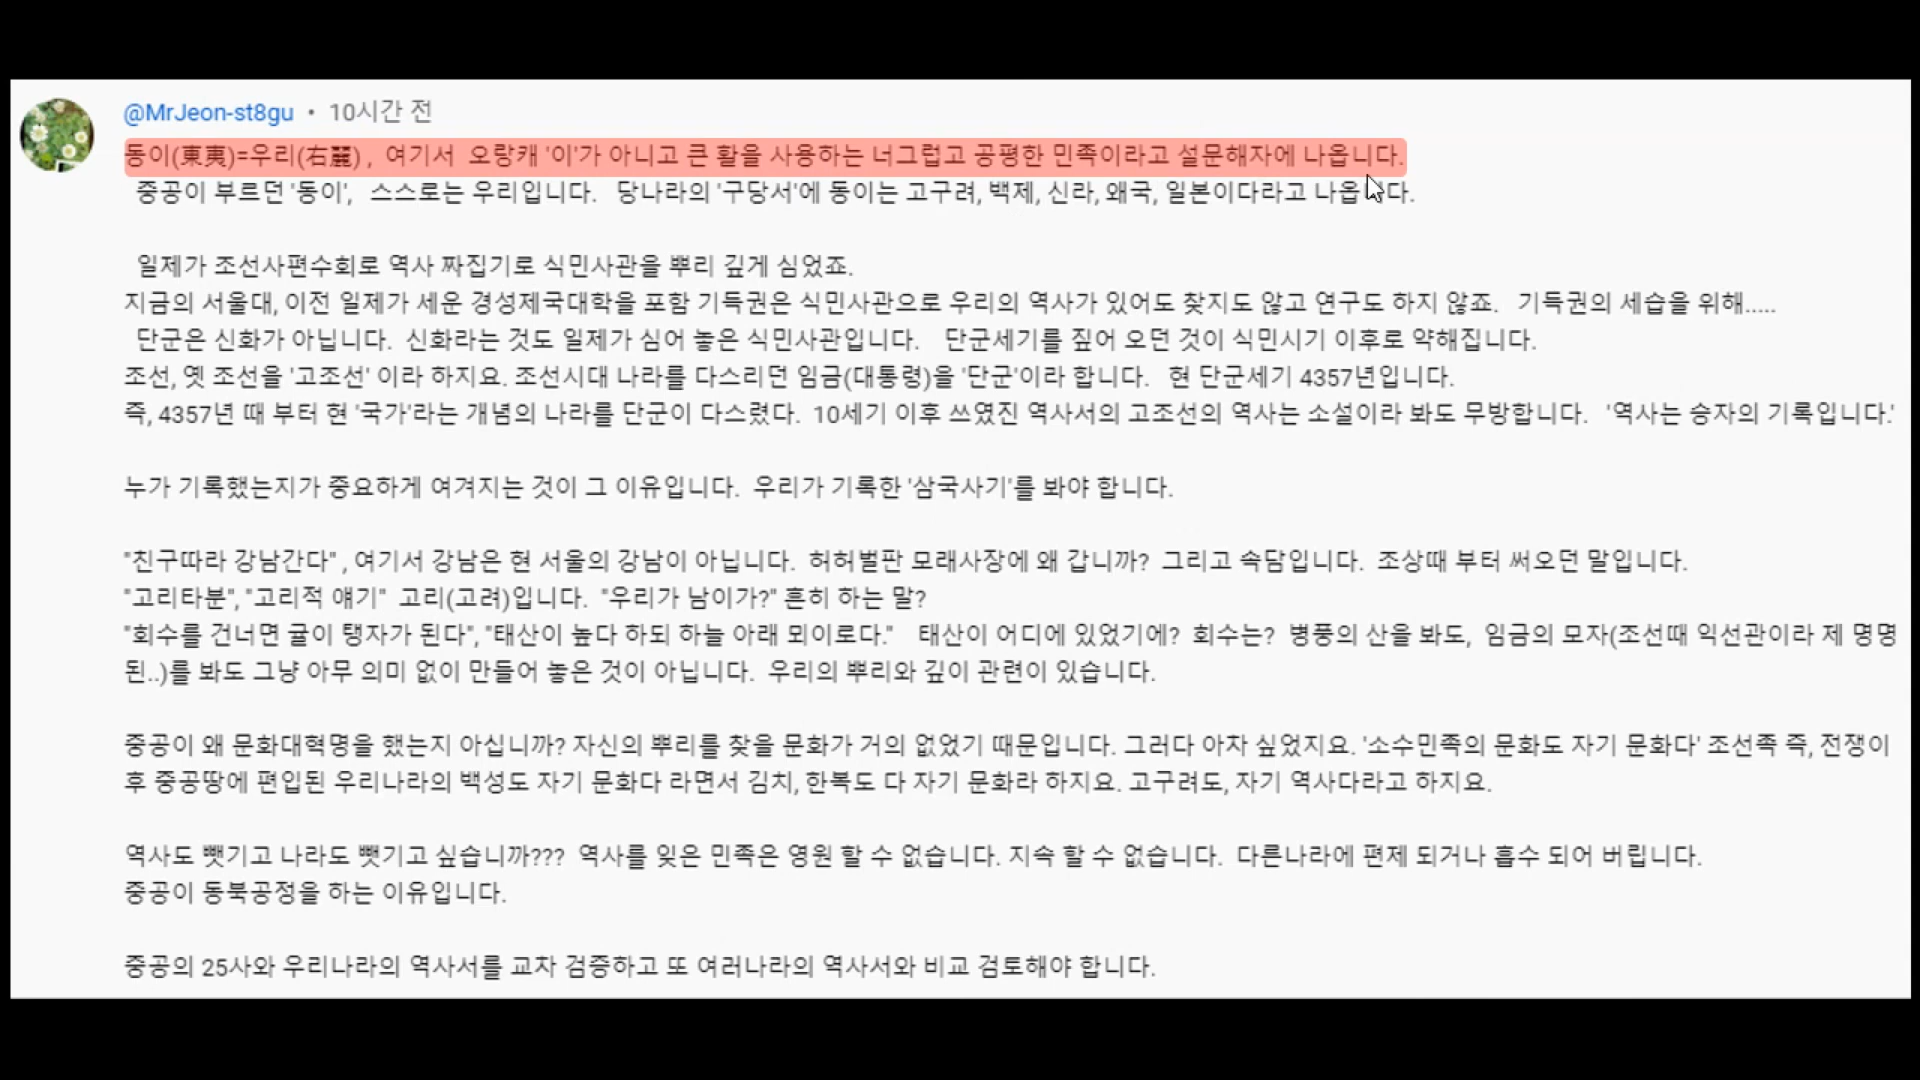 @MrJeon-st8gu • 10시간 전
동이(東夷)=우리(右麗) , 여기서 오랑캐 '이'가 아니고 큰 활을 사용하는 너그럽고 공평한 민족이라고 설문해자에 나옵니다.
중공이 부르던 '동이', 스스로는 우리입니다. 당나라의 '구당서'에 동이는 고구려, 백제, 신라, 왜국, 일본이다라고 나옵니다.
일제가 조선사편수회로 역사 짜집기로 식민사관을 뿌리 깊게 심었죠.
지금의 서울대, 이전 일제가 세운 경성제국대학을 포함 기득권은 식민사관으로 우리의 역사가 있어도 찾지도 않고 연구도 하지 않죠. 기득권의 세습을 위해.....
단군은 신화가 아닙니다. 신화라는 것도 일제가 심어 놓은 식민사관입니다. 단군세기를 짚어 오던 것이 식민시기 이후로 약해집니다.
조선, 옛 조선을 '고조선' 이라 하지요. 조선시대 나라를 다스리던 임금(대통령)을 '단군'이라 합니다. 현 단군세기 4357년입니다.
즉, 4357년 때 부터 현 '국가'라는 개념의 나라를 단군이 다스렸다. 10세기 이후 쓰였진 역사서의 고조선의 역사는 소설이라 봐도 무방합니다. '역사는 승자의 기록입니다.'
누가 기록했는지가 중요하게 여겨지는 것이 그 이유입니다. 우리가 기록한 '삼국사기'를 봐야 합니다.
"친구따라 강남간다" , 여기서 강남은 현 서울의 강남이 아닙니다. 허허벌판 모래사장에 왜 갑니까? 그리고 속담입니다. 조상때 부터 써오던 말입니다.
"고리타분", "고리적 얘기" 고리(고려)입니다. "우리가 남이가?" 흔히 하는 말?
"회수를 건너면 귤이 탱자가 된다", "태산이 높다 하되 하늘 아래 뫼이로다." 태산이 어디에 있었기에? 회수는? 병풍의 산을 봐도, 임금의 모자(조선때 익선관이라 제 명명
된..)를 봐도 그냥 아무 의미 없이 만들어 놓은 것이 아닙니다. 우리의 뿌리와 깊이 관련이 있습니다.
중공이 왜 문화대혁명을 했는지 아십니까? 자신의 뿌리를 찾을 문화가 거의 없었기 때문입니다. 그러다 아차 싶었지요. '소수민족의 문화도 자기 문화다' 조선족 즉, 전쟁이
후 중공땅에 편입된 우리나라의 백성도 자기 문화다 라면서 김치, 한복도 다 자기 문화라 하지요. 고구려도, 자기 역사다라고 하지요.
역사도 뺏기고 나라도 뺏기고 싶습니까??? 역사를 잊은 민족은 영원 할 수 없습니다. 지속 할 수 없습니다. 다른나라에 편제 되거나 흡수 되어 버립니다.
중공이 동북공정을 하는 이유입니다.
중공의 25사와 우리나라의 역사서를 교차 검증하고 또 여러나라의 역사서와 비교 검토해야 합니다.